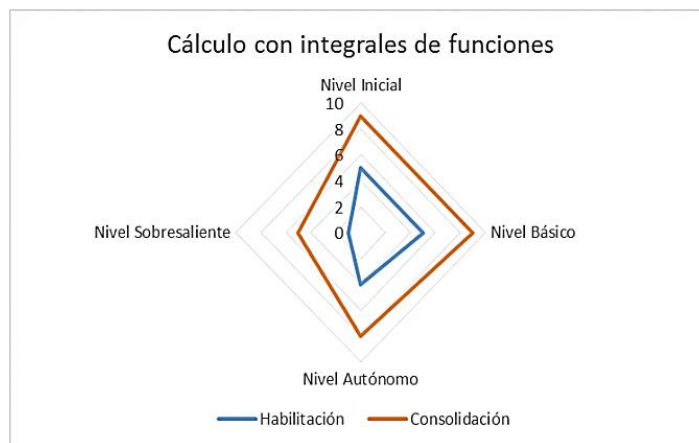 Cálculo con integrales de funciones
Nivel Inicial
10
8
6
4
2
0
Nivel Sobresaliente
Nivel Básico
Nivel Autónomo
Habilitación
Consolidación